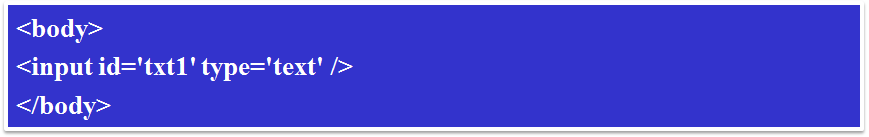 <body>
<input id='txt1' type='text' />
</body>